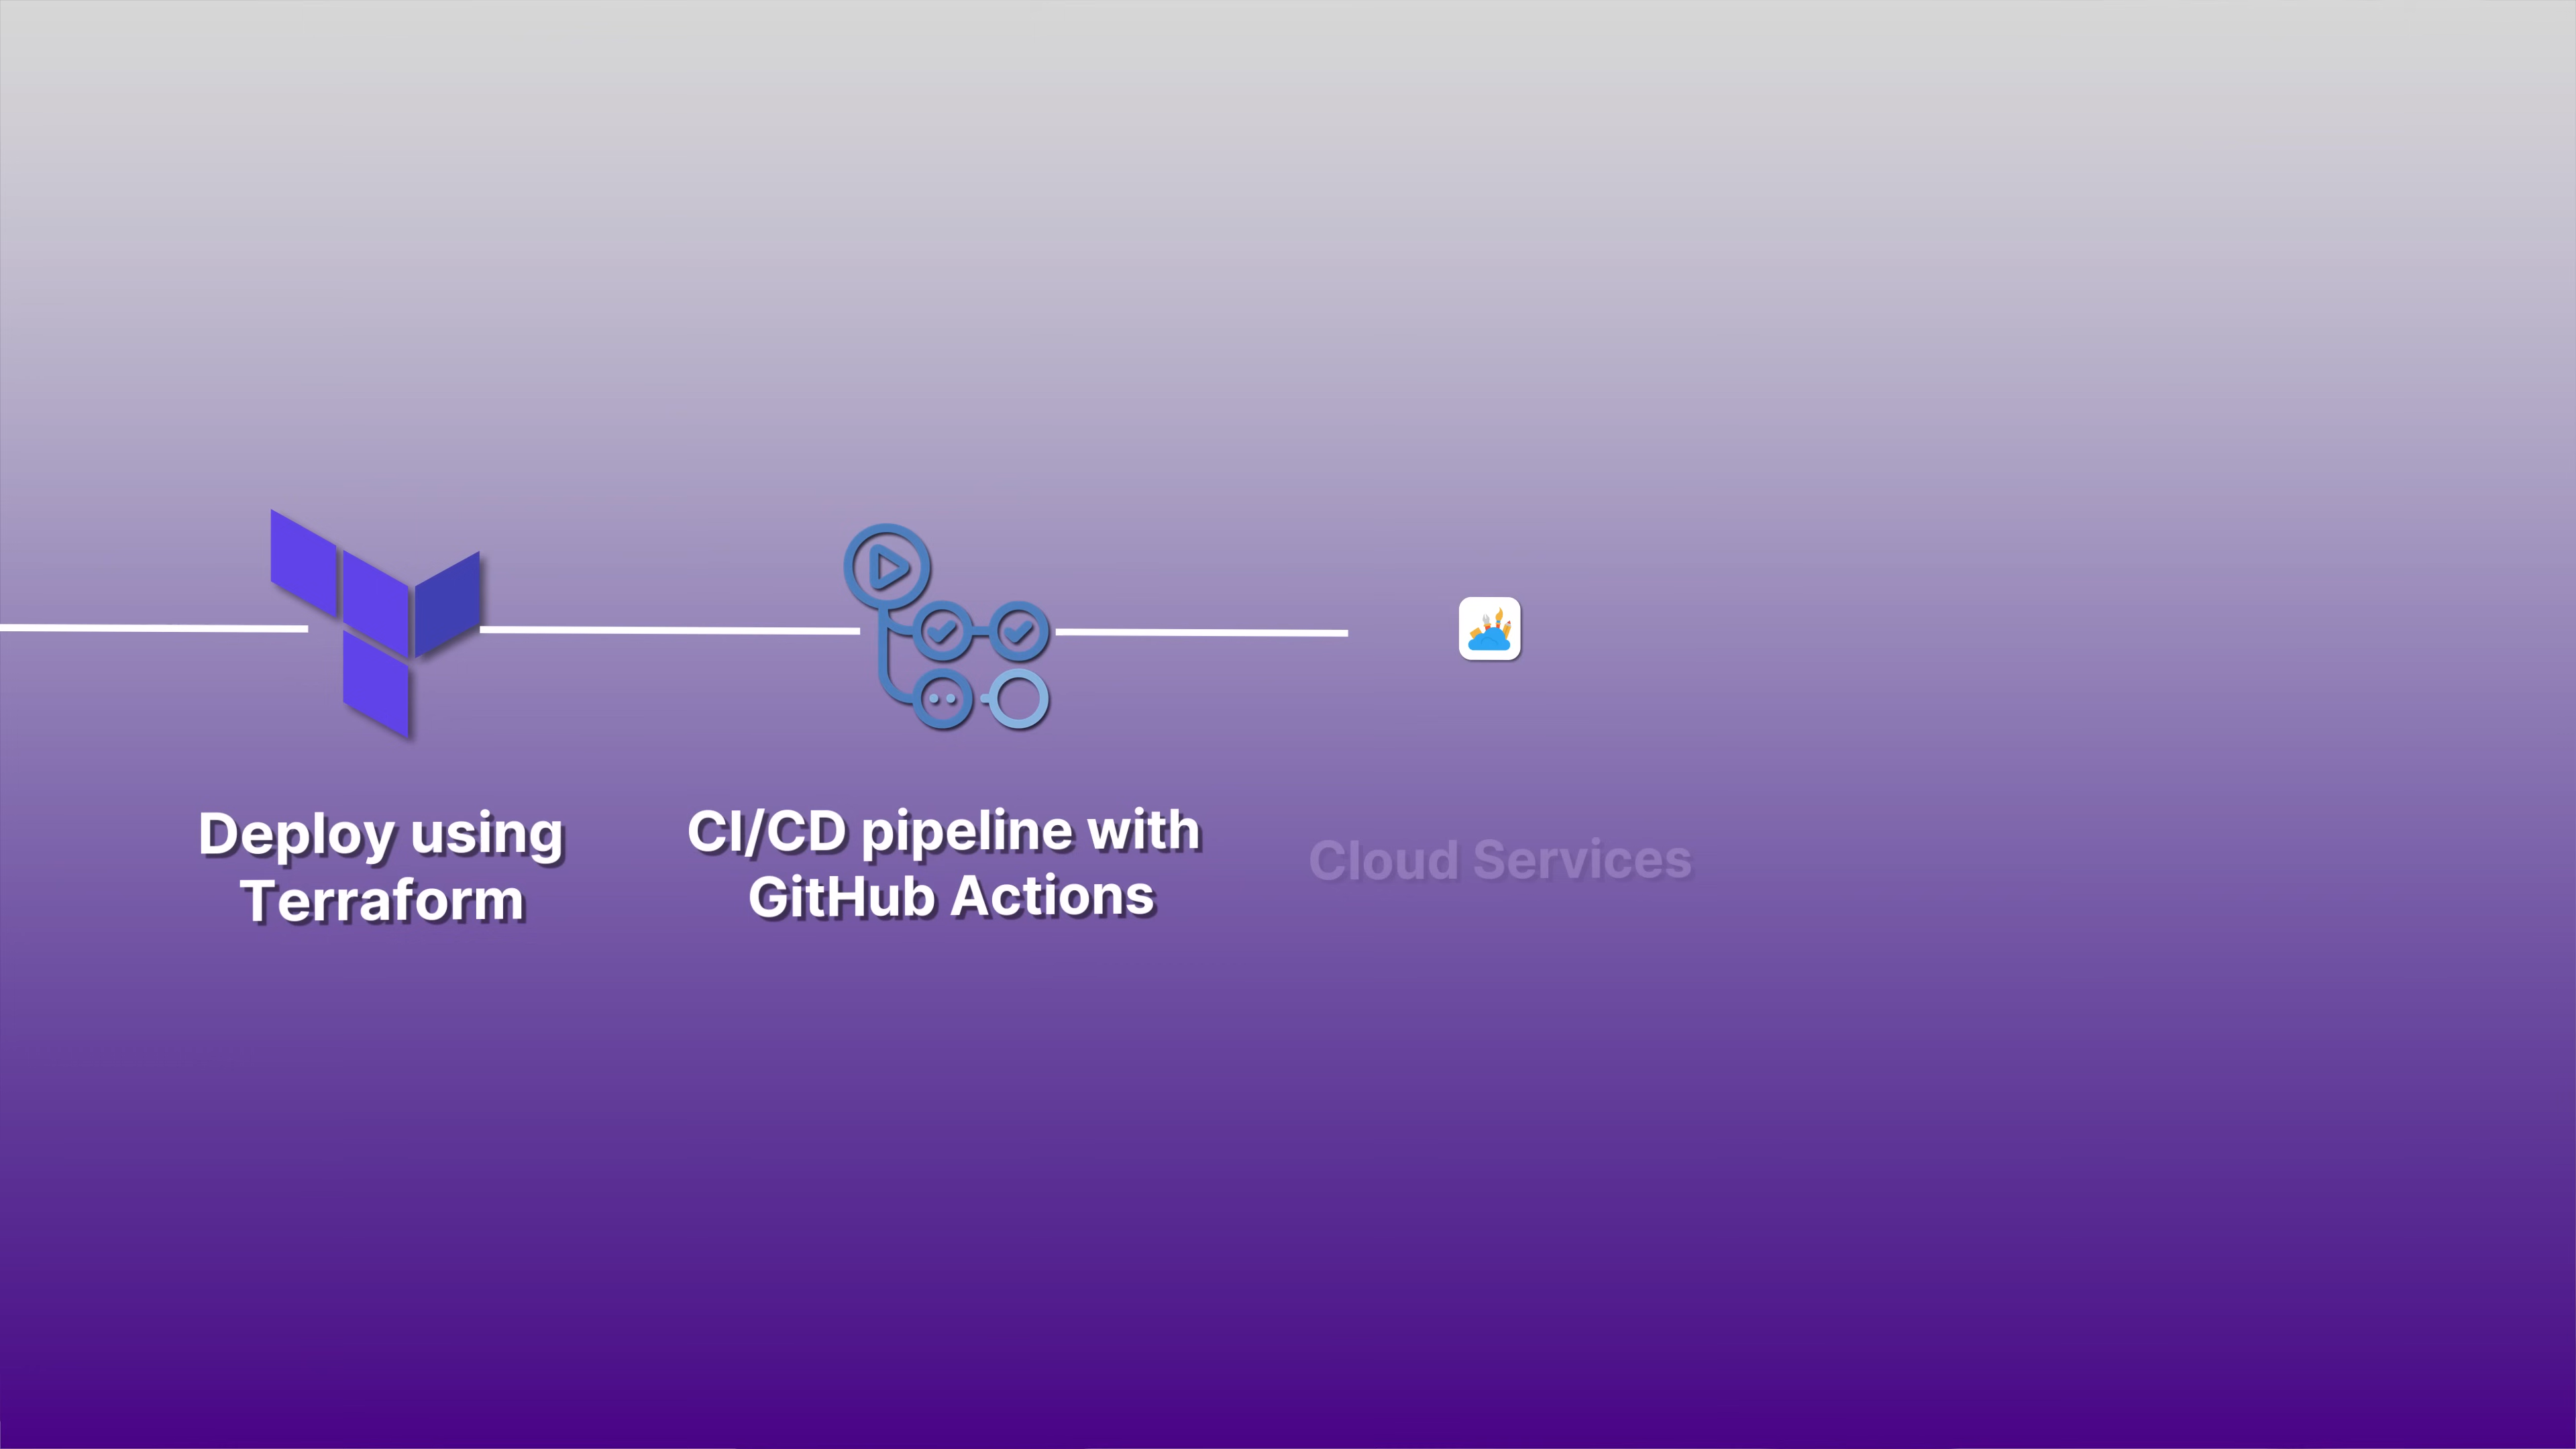 Deploy using
Terraform
CI/CD pipeline with
GitHub Actions
Cloud Services